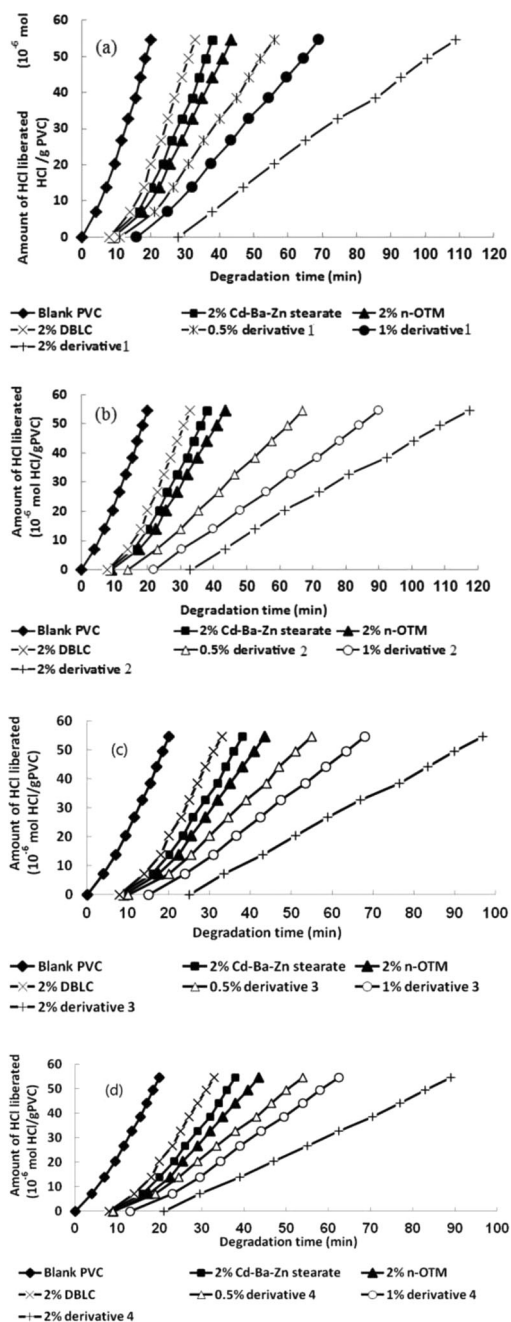 (a)
Amount of HCl liberated (10⁻⁶ mol
HCl /g PVC)
60
50
40
30
20
10
0
0 10 20 30 40 50 60 70 80 90 100 110 120
Degradation time (min)
Blank PVC 2% Cd-Ba-Zn stearate 2% n-OTM
2% DBLC 0.5% derivative 1 1% derivative 1
2% derivative 1
(b)
Amount of HCl liberated
(10⁻⁶ mol HCl/gPVC)
60
50
40
30
20
10
0
0 10 20 30 40 50 60 70 80 90 100 110 120
Degradation time (min)
Blank PVC 2% Cd-Ba-Zn stearate 2% n-OTM
2% DBLC 0.5% derivative 2 1% derivative 2
2% derivative 2
(c)
Amount of HCl liberated
(10⁻⁶ mol HCl/gPVC)
60
50
40
30
20
10
0
0 10 20 30 40 50 60 70 80 90 100
Degradation time (min)
Blank PVC 2% Cd-Ba-Zn stearate 2% n-OTM
2% DBLC 0.5% derivative 3 1% derivative 3
2% derivative 3
(d)
Amount of HCl liberated
(10⁻⁶ mol HCl/gPVC)
60
50
40
30
20
10
0
0 10 20 30 40 50 60 70 80 90 100
Degradation time (min)
Blank PVC 2% Cd-Ba-Zn stearate 2% n-OTM
2% DBLC 0.5% derivative 4 1% derivative 4
2% derivative 4